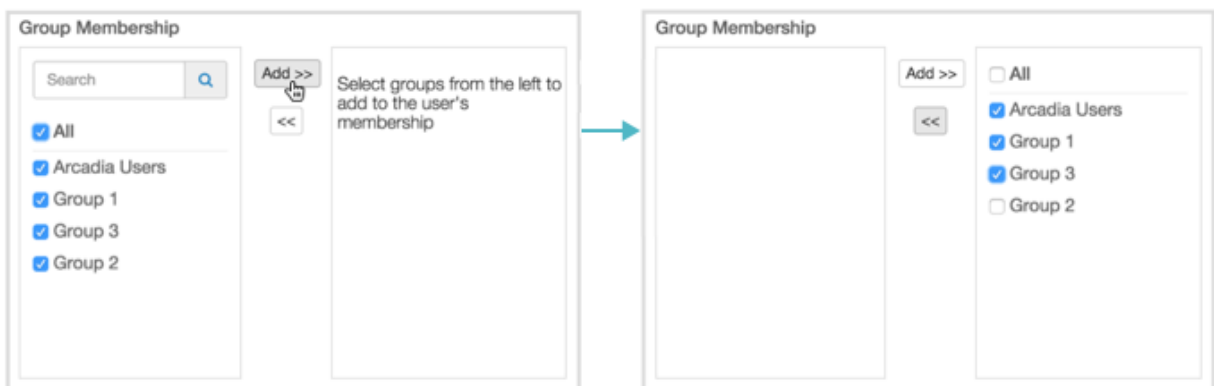 Group Membership
Search
All
Arcadia Users
Group 1
Group 3
Group 2
Add >>
<<
Select groups from the left to
add to the user's
membership
Group Membership
Add >>
<<
All
Arcadia Users
Group 1
Group 3
Group 2